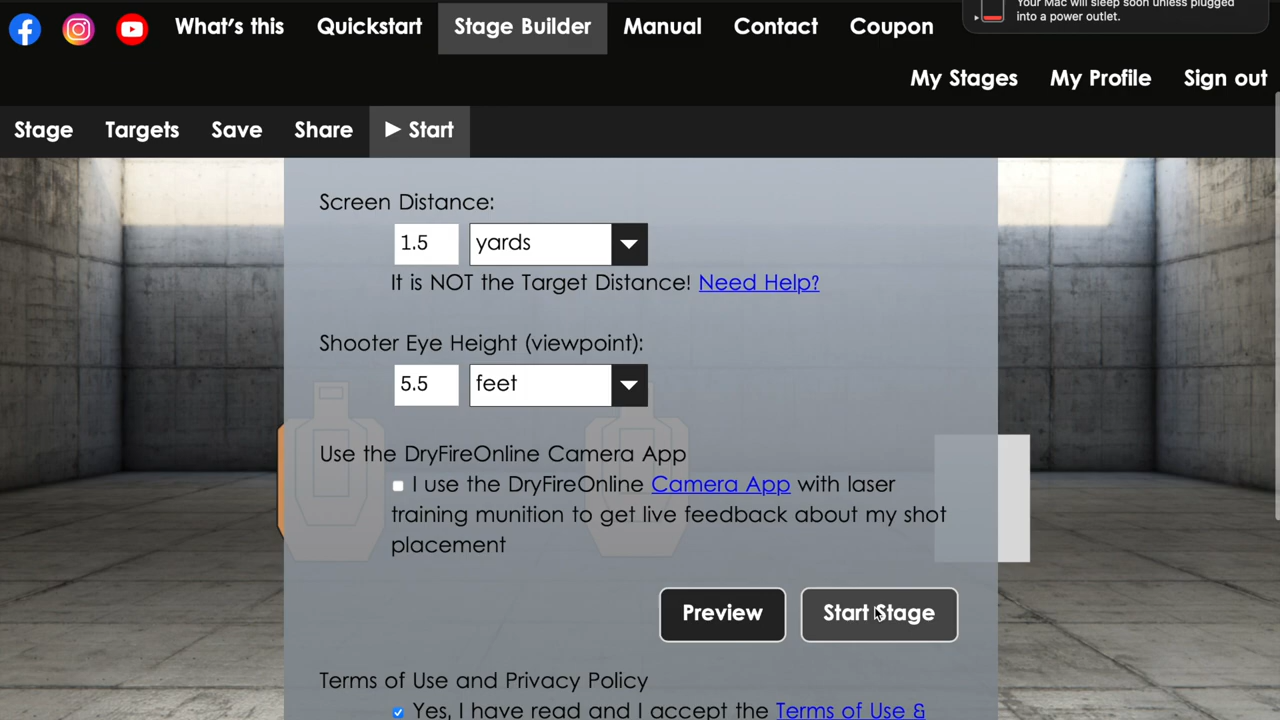 What's this Quickstart Stage Builder Manual Contact Coupon
Your Mac will sleep soon unless plugged
into a power outlet.
My Stages My Profile Sign out
Stage Targets Save Share ▶ Start
Screen Distance:
1.5 yards
It is NOT the Target Distance! Need Help?
Shooter Eye Height (viewpoint):
5.5 feet
Use the DryFireOnline Camera App
I use the DryFireOnline Camera App with laser
training munition to get live feedback about my shot
placement
Preview Start Stage
Terms of Use and Privacy Policy
Yes, I have read and I accept the Terms of Use &